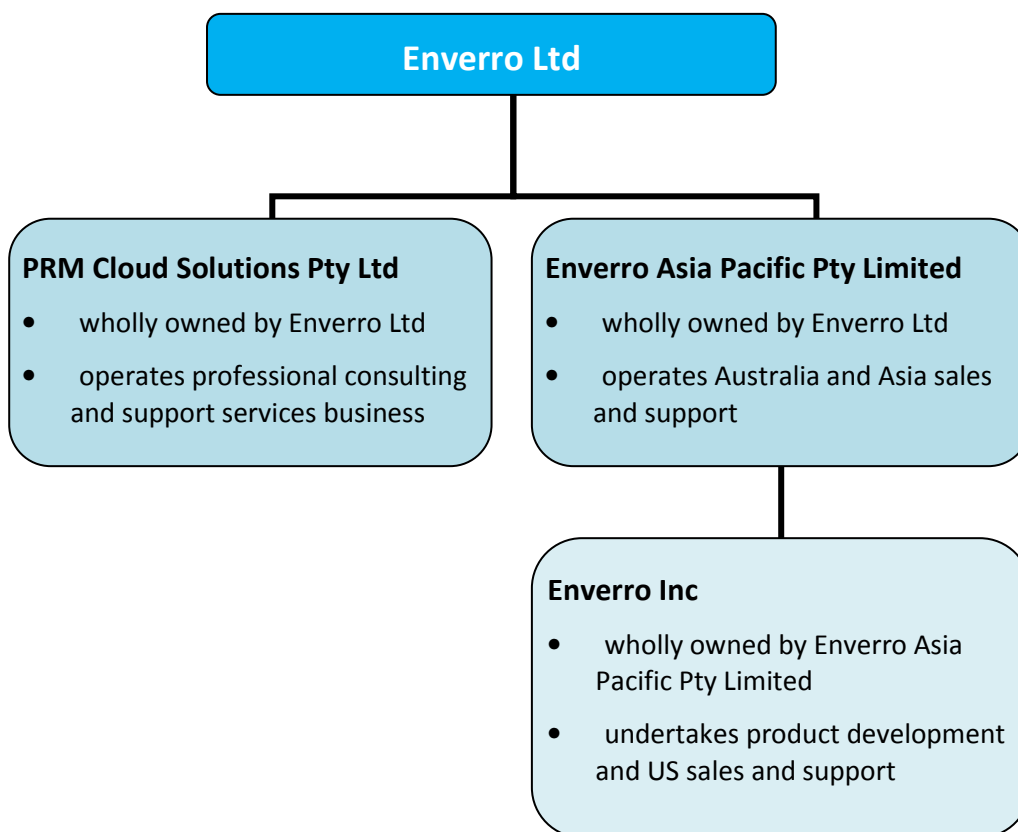 Enverro Ltd
PRM Cloud Solutions Pty Ltd
• wholly owned by Enverro Ltd
• operates professional consulting
and support services business
Enverro Asia Pacific Pty Limited
• wholly owned by Enverro Ltd
• operates Australia and Asia sales
and support
Enverro Inc
• wholly owned by Enverro Asia
Pacific Pty Limited
• undertakes product development
and US sales and support